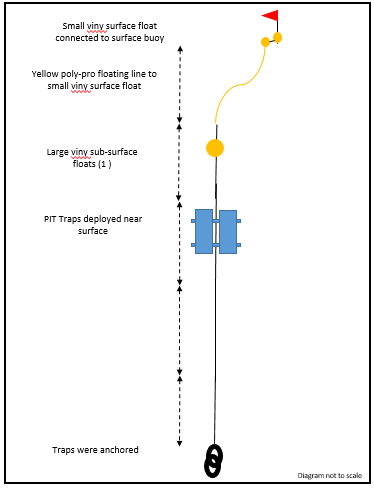 Small viny surface float
connected to surface buoy
Yellow poly-pro floating line to
small viny surface float
Large viny sub-surface
floats (1 )
PIT Traps deployed near
surface
Traps were anchored
Diagram not to scale